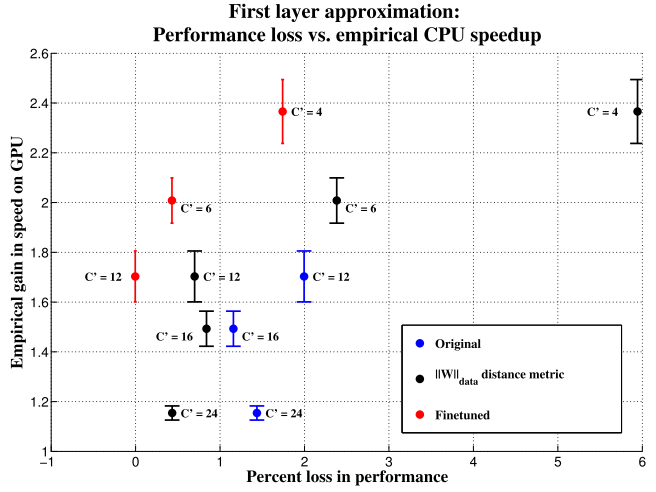 First layer approximation:
Performance loss vs. empirical CPU speedup
Empirical gain in speed on GPU
2.6
2.4
2.2
2
1.8
1.6
1.4
1.2
1
C' = 4
C' = 4
C' = 6
C' = 6
C' = 12
C' = 12
C' = 12
C' = 16
C' = 16
C' = 24
C' = 24
Original
||W||data distance metric
Finetuned
−1
0
1
2
3
4
5
6
Percent loss in performance